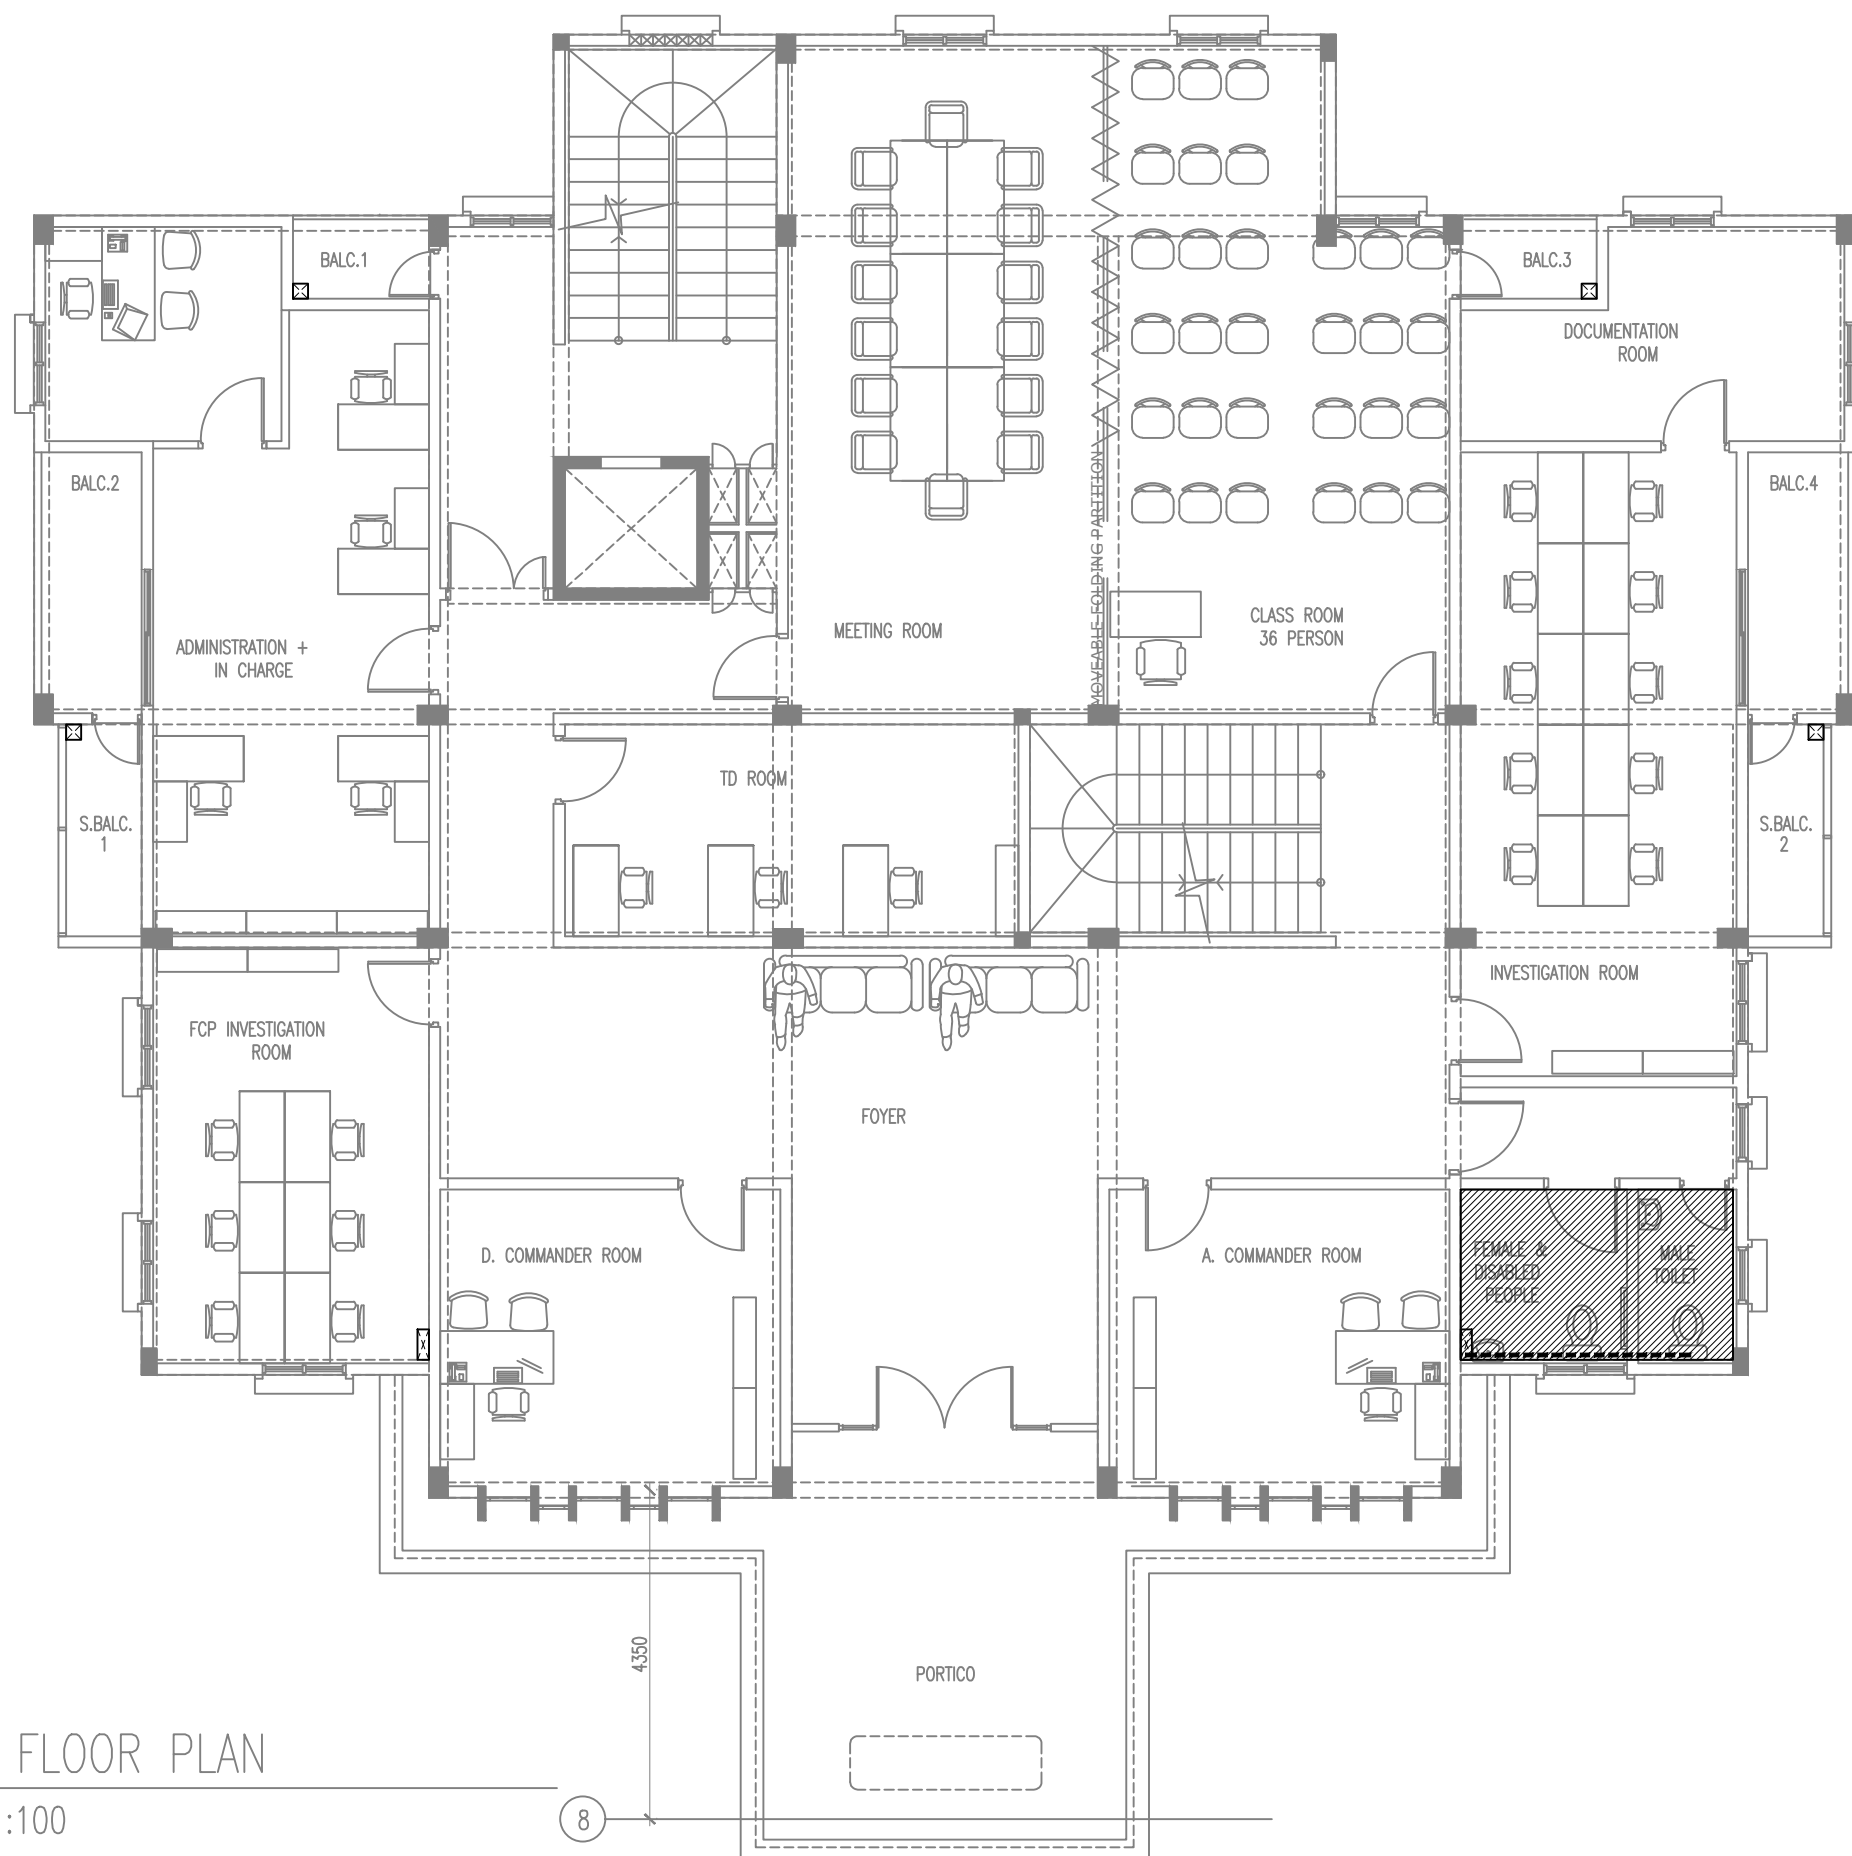 BALC.1
BALC.3
DOCUMENTATION
ROOM
BALC.2
BALC.4
MOVEABLE FOLDING PARTITION
MEETING ROOM
CLASS ROOM
36 PERSON
ADMINISTRATION +
IN CHARGE
TD ROOM
S.BALC.
1
S.BALC.
2
INVESTIGATION ROOM
FCP INVESTIGATION
ROOM
FOYER
D. COMMANDER ROOM
A. COMMANDER ROOM
FEMALE &
DISABLED
PEOPLE
MALE
TOILET
4350
PORTICO
FLOOR PLAN
:100
8